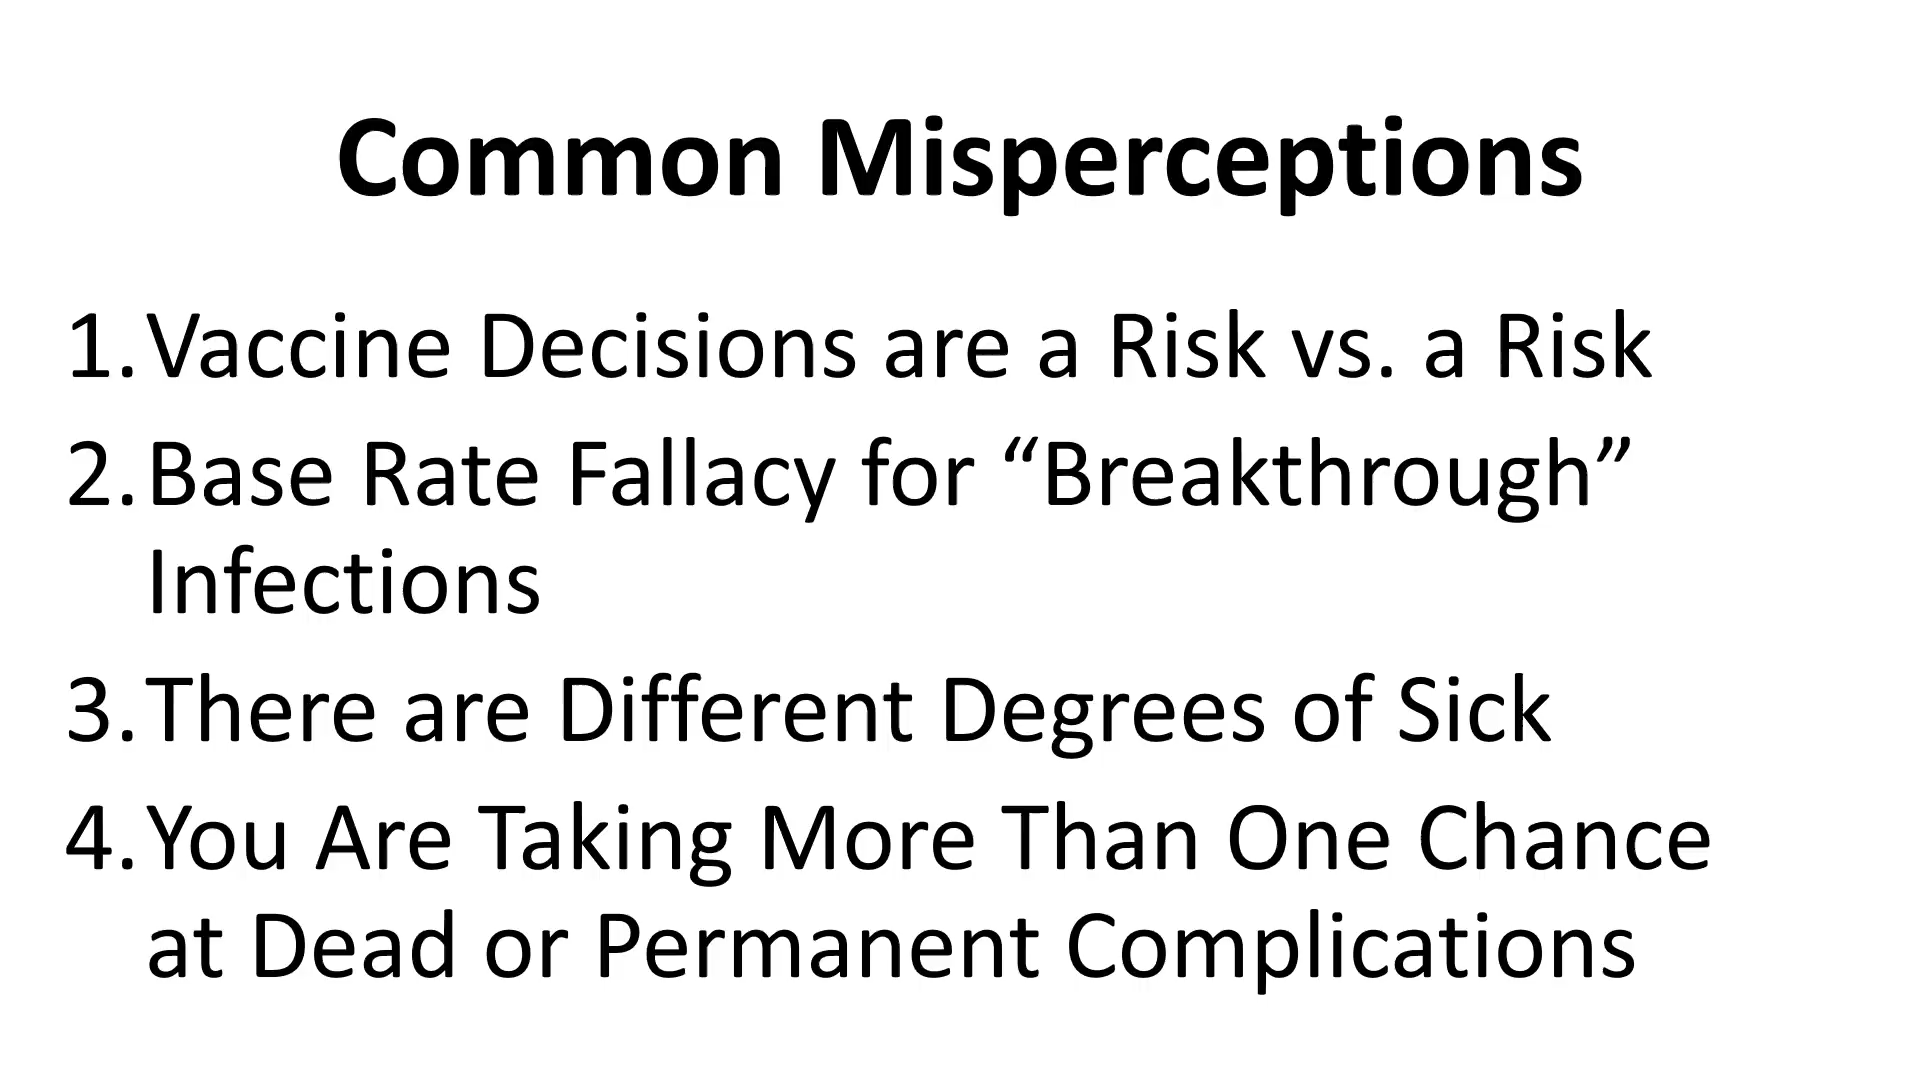 Common Misperceptions
1. Vaccine Decisions are a Risk vs. a Risk
2. Base Rate Fallacy for “Breakthrough”
Infections
3. There are Different Degrees of Sick
4. You Are Taking More Than One Chance
at Dead or Permanent Complications